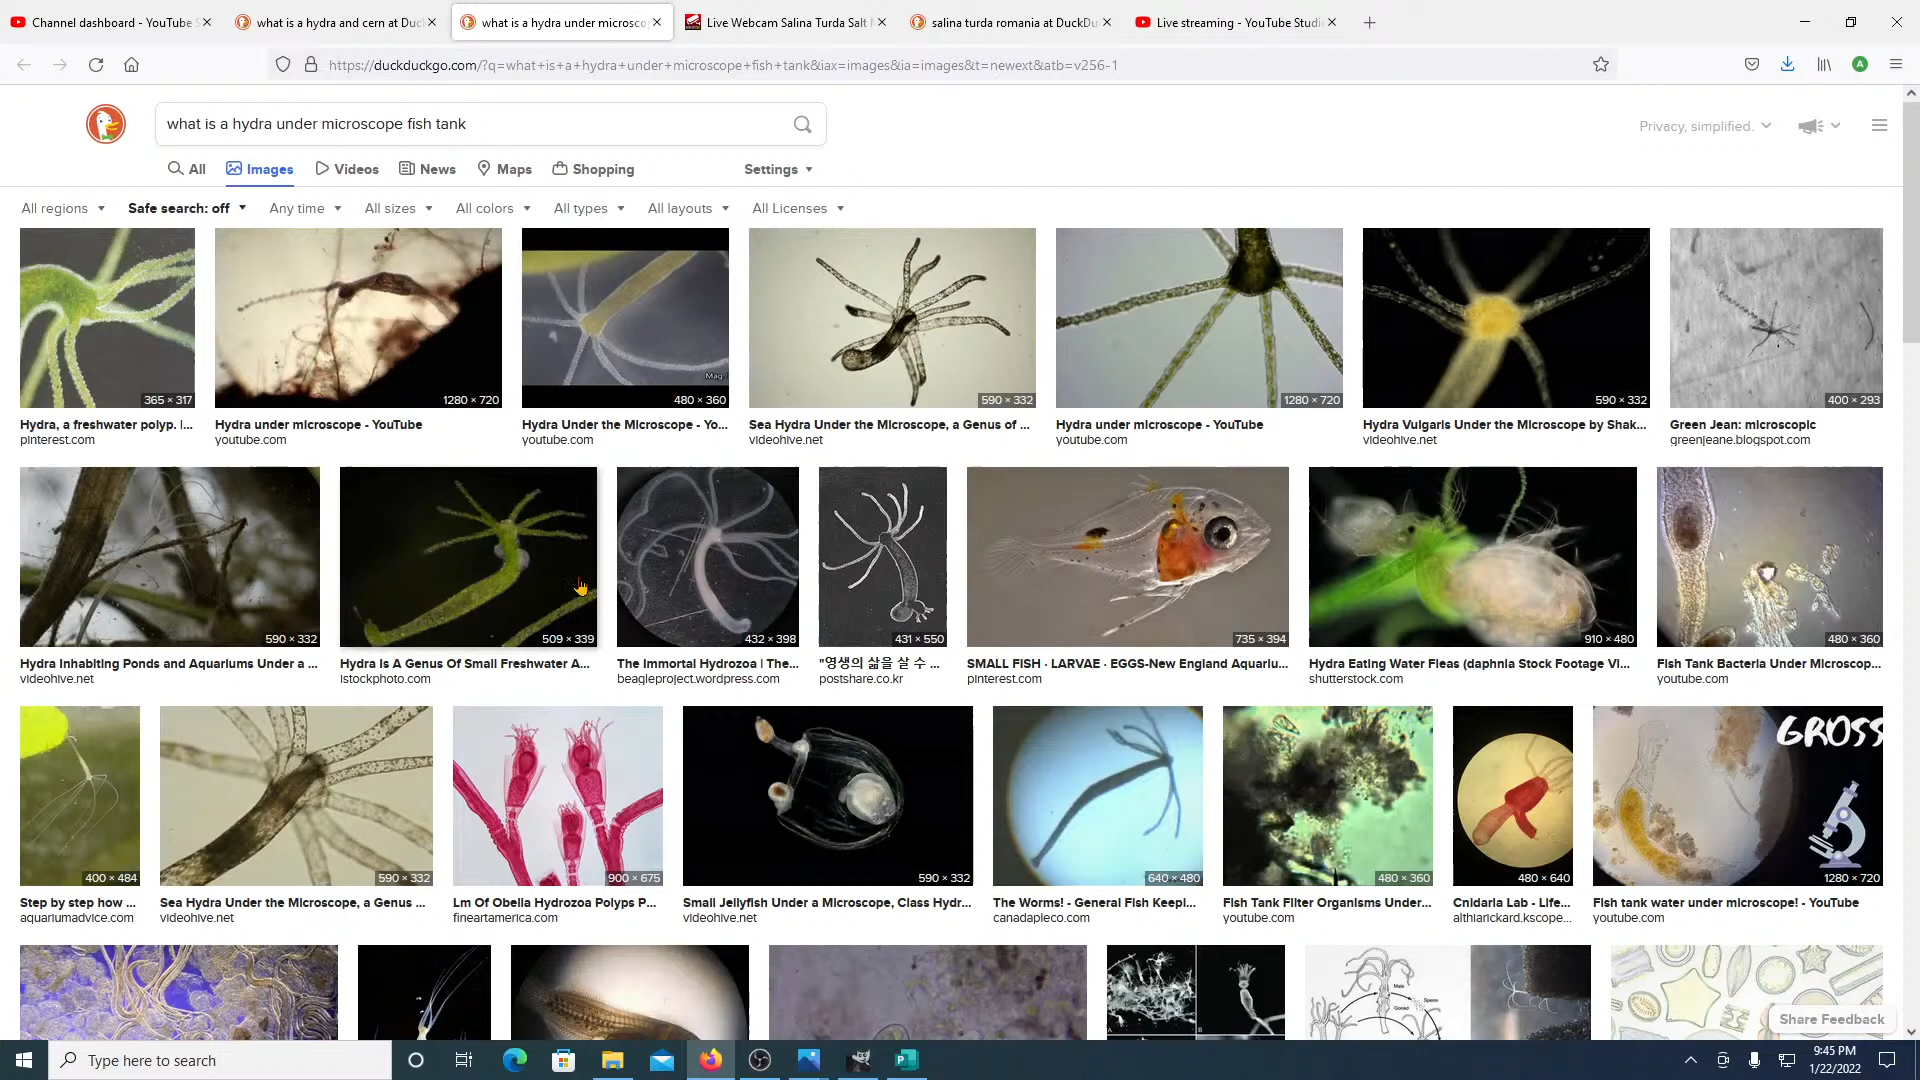 Channel dashboard - YouTube S
what is a hydra and cern at Duc
what is a hydra under microsco
Live Webcam Salina Turda Salt
salina turda romania at DuckDu
Live streaming - YouTube Studi
https://duckduckgo.com/?q=what+is+a+hydra+under+microscope+fish+tank&iax=images&ia=images&t=newext&atb=v256-1
A
what is a hydra under microscope fish tank
Privacy, simplified.
All
Images
Videos
News
Maps
Shopping
Settings
All regions
Safe search: off
Any time
All sizes
All colors
All types
All layouts
All Licenses
Mag:
365 × 317
1280 × 720
480 × 360
590 × 332
1280 × 720
590 × 332
400 × 293
Hydra, a freshwater polyp. |...
Hydra under microscope - YouTube
Hydra Under the Microscope - Yo...
Sea Hydra Under the Microscope, a Genus of ...
Hydra under microscope - YouTube
Hydra Vulgaris Under the Microscope by Shak...
Green Jean: microscopic
pinterest.com
youtube.com
youtube.com
videohive.net
youtube.com
videohive.net
greenjeane.blogspot.com
590 × 332
509 × 339
432 × 398
431 × 550
735 × 394
910 × 480
480 × 360
Hydra Inhabiting Ponds and Aquariums Under a ...
Hydra Is A Genus Of Small Freshwater A...
The Immortal Hydrozoa | The...
"영생의 삶을 살 수 ...
SMALL FISH · LARVAE · EGGS-New England Aquariu...
Hydra Eating Water Fleas (daphnia Stock Footage Vi...
Fish Tank Bacteria Under Microscop...
videohive.net
istockphoto.com
beagleproject.wordpress.com
postshare.co.kr
pinterest.com
shutterstock.com
youtube.com
GROSS
400 × 484
590 × 332
900 × 675
590 × 332
640 × 480
480 × 360
480 × 640
1280 × 720
Step by step how ...
Sea Hydra Under the Microscope, a Genus ...
Lm Of Obelia Hydrozoa Polyps P...
Small Jellyfish Under a Microscope, Class Hydr...
The Worms! - General Fish Keepi...
Fish Tank Filter Organisms Under...
Cnidaria Lab - Life...
Fish tank water under microscope! - YouTube
aquariumadvice.com
videohive.net
fineartamerica.com
videohive.net
canadapleco.com
youtube.com
althiarickard.kscope...
youtube.com
Male
Sperm
Gonad
A
B
Share Feedback
Type here to search
9:45 PM
1/22/2022